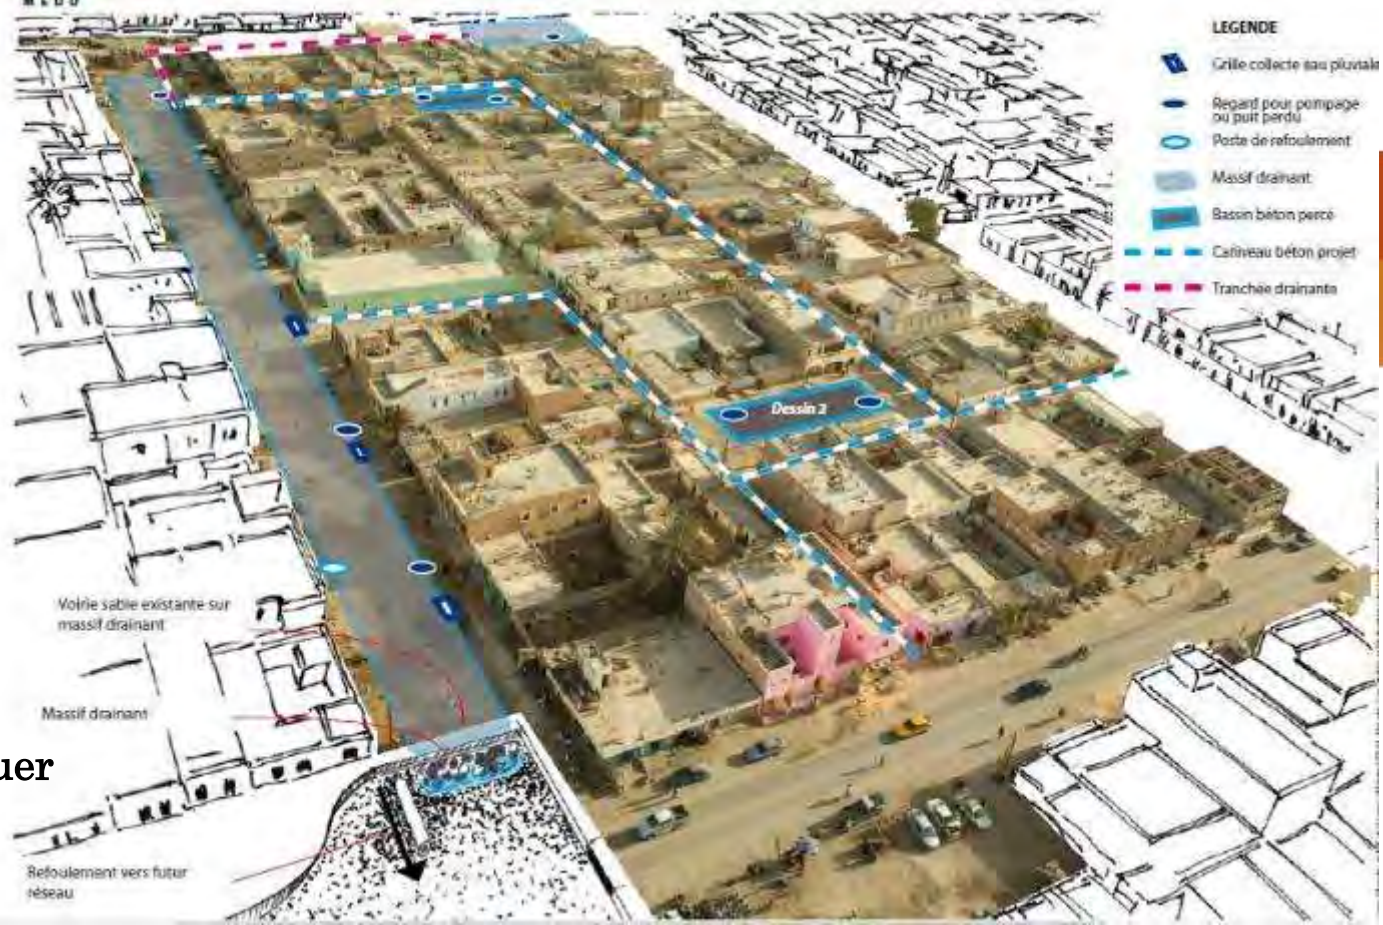 LEGENDE
Grille collecte eau pluviale
Regard pour pompage
ou puit perdu
Poste de refoulement
Massif drainant
Bassin béton percé
Caniveau béton projet
Tranchée drainante
Dessin 2
Voirie sable existante sur
massif drainant
Massif drainant
uer
Refoulement vers futur
réseau